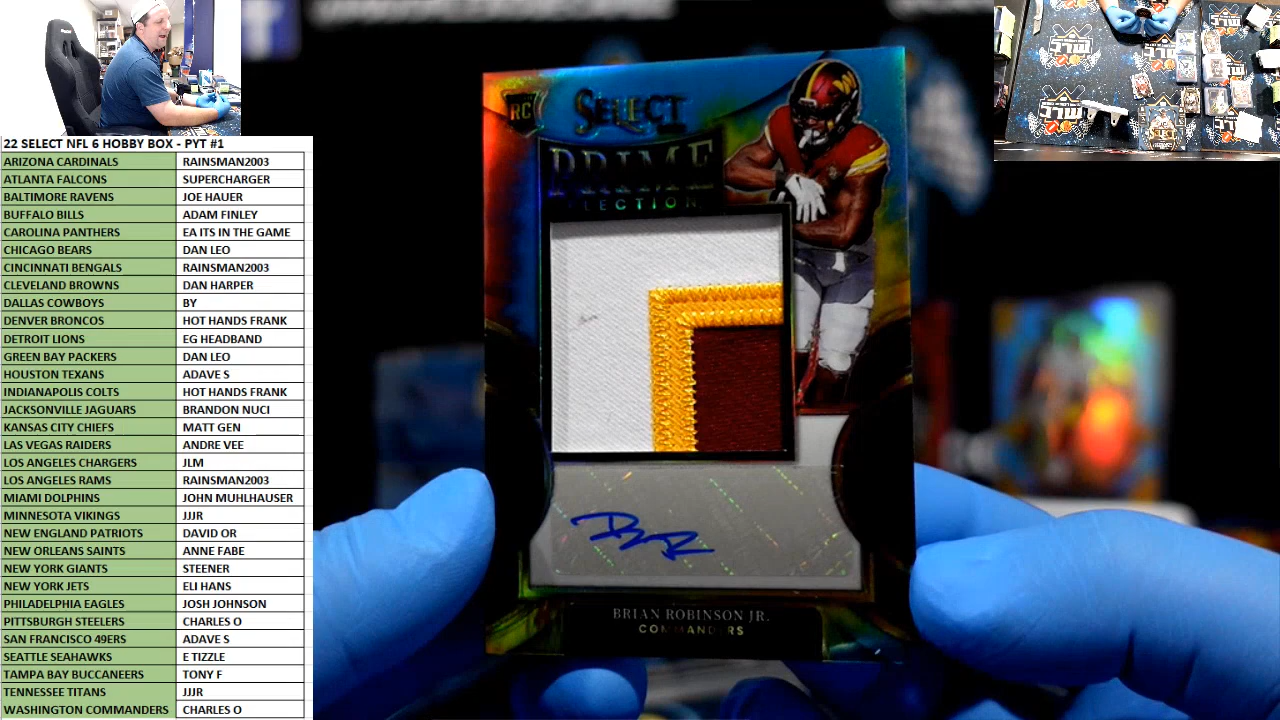 22 SELECT NFL 6 HOBBY BOX - PYT #1
ARIZONA CARDINALS RAINSMAN2003
ATLANTA FALCONS SUPERCHARGER
BALTIMORE RAVENS JOE HAUER
BUFFALO BILLS ADAM FINLEY
CAROLINA PANTHERS EA ITS IN THE GAME
CHICAGO BEARS DAN LEO
CINCINNATI BENGALS RAINSMAN2003
CLEVELAND BROWNS DAN HARPER
DALLAS COWBOYS BY
DENVER BRONCOS HOT HANDS FRANK
DETROIT LIONS EG HEADBAND
GREEN BAY PACKERS DAN LEO
HOUSTON TEXANS ADAVE S
INDIANAPOLIS COLTS HOT HANDS FRANK
JACKSONVILLE JAGUARS BRANDON NUCI
KANSAS CITY CHIEFS MATT GEN
LAS VEGAS RAIDERS ANDRE VEE
LOS ANGELES CHARGERS JLM
LOS ANGELES RAMS RAINSMAN2003
MIAMI DOLPHINS JOHN MUHLHAUSER
MINNESOTA VIKINGS JJJR
NEW ENGLAND PATRIOTS DAVID OR
NEW ORLEANS SAINTS ANNE FABE
NEW YORK GIANTS STEENER
NEW YORK JETS ELI HANS
PHILADELPHIA EAGLES JOSH JOHNSON
PITTSBURGH STEELERS CHARLES O
SAN FRANCISCO 49ERS ADAVE S
SEATTLE SEAHAWKS E TIZZLE
TAMPA BAY BUCCANEERS TONY F
TENNESSEE TITANS JJJR
WASHINGTON COMMANDERS CHARLES O
RC SELECT
PRIME
BRIAN ROBINSON JR.
COMMANDERS